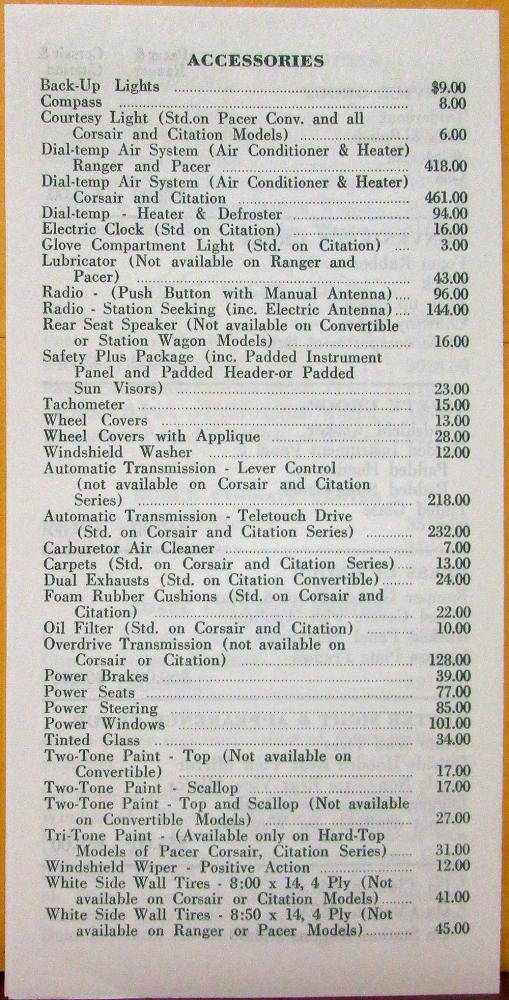 ACCESSORIES
Back-Up Lights ........ $9.00
Compass ........ 8.00
Courtesy Light (Std.on Pacer Conv. and all
Corsair and Citation Models) ........ 6.00
Dial-temp Air System (Air Conditioner & Heater)
Ranger and Pacer ........ 418.00
Dial-temp Air System (Air Conditioner & Heater)
Corsair and Citation ........ 461.00
Dial-temp - Heater & Defroster ........ 94.00
Electric Clock (Std on Citation) ........ 16.00
Glove Compartment Light (Std. on Citation) 3.00
Lubricator (Not available on Ranger and
Pacer) ........ 43.00
Radio - (Push Button with Manual Antenna) .... 96.00
Radio - Station Seeking (inc. Electric Antenna) .... 144.00
Rear Seat Speaker (Not available on Convertible
or Station Wagon Models) ........ 16.00
Safety Plus Package (inc. Padded Instrument
Panel and Padded Header-or Padded
Sun Visors) ........ 23.00
Tachometer ........ 15.00
Wheel Covers ........ 13.00
Wheel Covers with Applique ........ 28.00
Windshield Washer ........ 12.00
Automatic Transmission - Lever Control
(not available on Corsair and Citation
Series) ........ 218.00
Automatic Transmission - Teletouch Drive
(Std. on Corsair and Citation Series) ........ 232.00
Carburetor Air Cleaner ........ 7.00
Carpets (Std. on Corsair and Citation Series) .... 13.00
Dual Exhausts (Std. on Citation Convertible) ...... 24.00
Foam Rubber Cushions (Std. on Corsair and
Citation) ........ 22.00
Oil Filter (Std. on Corsair and Citation) ........ 10.00
Overdrive Transmission (not available on
Corsair or Citation) ........ 128.00
Power Brakes ........ 39.00
Power Seats ........ 77.00
Power Steering ........ 85.00
Power Windows ........ 101.00
Tinted Glass ........ 34.00
Two-Tone Paint - Top (Not available on
Convertible) ........ 17.00
Two-Tone Paint - Scallop ........ 17.00
Two-Tone Paint - Top and Scallop (Not available
on Convertible Models) ........ 27.00
Tri-Tone Paint - (Available only on Hard-Top
Models of Pacer Corsair, Citation Series) ...... 31.00
Windshield Wiper - Positive Action ........ 12.00
White Side Wall Tires - 8:00 x 14, 4 Ply (Not
available on Corsair or Citation Models) ........ 41.00
White Side Wall Tires - 8:50 x 14, 4 Ply (Not
available on Ranger or Pacer Models) ........ 45.00